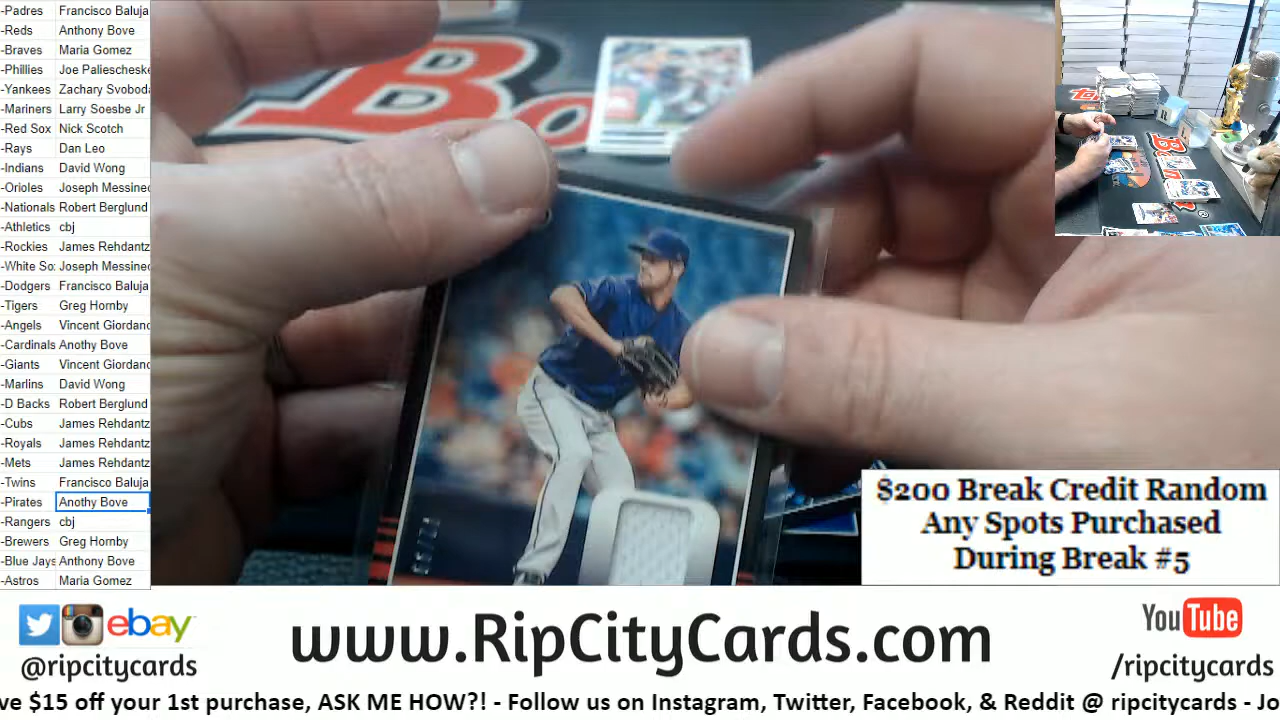 -Padres Francisco Baluja
-Reds Anthony Bove
-Braves Maria Gomez
-Phillies Joe Paliescheske
-Yankees Zachary Svoboda
-Mariners Larry Soesbe Jr
-Red Sox Nick Scotch
-Rays Dan Leo
-Indians David Wong
-Orioles Joseph Messineo
-Nationals Robert Berglund
-Athletics cbj
-Rockies James Rehdantz
-White So Joseph Messineo
-Dodgers Francisco Baluja
-Tigers Greg Hornby
-Angels Vincent Giordano
-Cardinals Anothy Bove
-Giants Vincent Giordano
-Marlins David Wong
-D Backs Robert Berglund
-Cubs James Rehdantz
-Royals James Rehdantz
-Mets James Rehdantz
-Twins Francisco Baluja
-Pirates Anothy Bove
-Rangers cbj
-Brewers Greg Hornby
-Blue Jays Anthony Bove
-Astros Maria Gomez
$200 Break Credit Random
Any Spots Purchased
During Break #5
ebay
@ripcitycards
www.RipCityCards.com
YouTube
/ripcitycards
ve $15 off your 1st purchase, ASK ME HOW?! - Follow us on Instagram, Twitter, Facebook, & Reddit @ ripcitycards - Jo